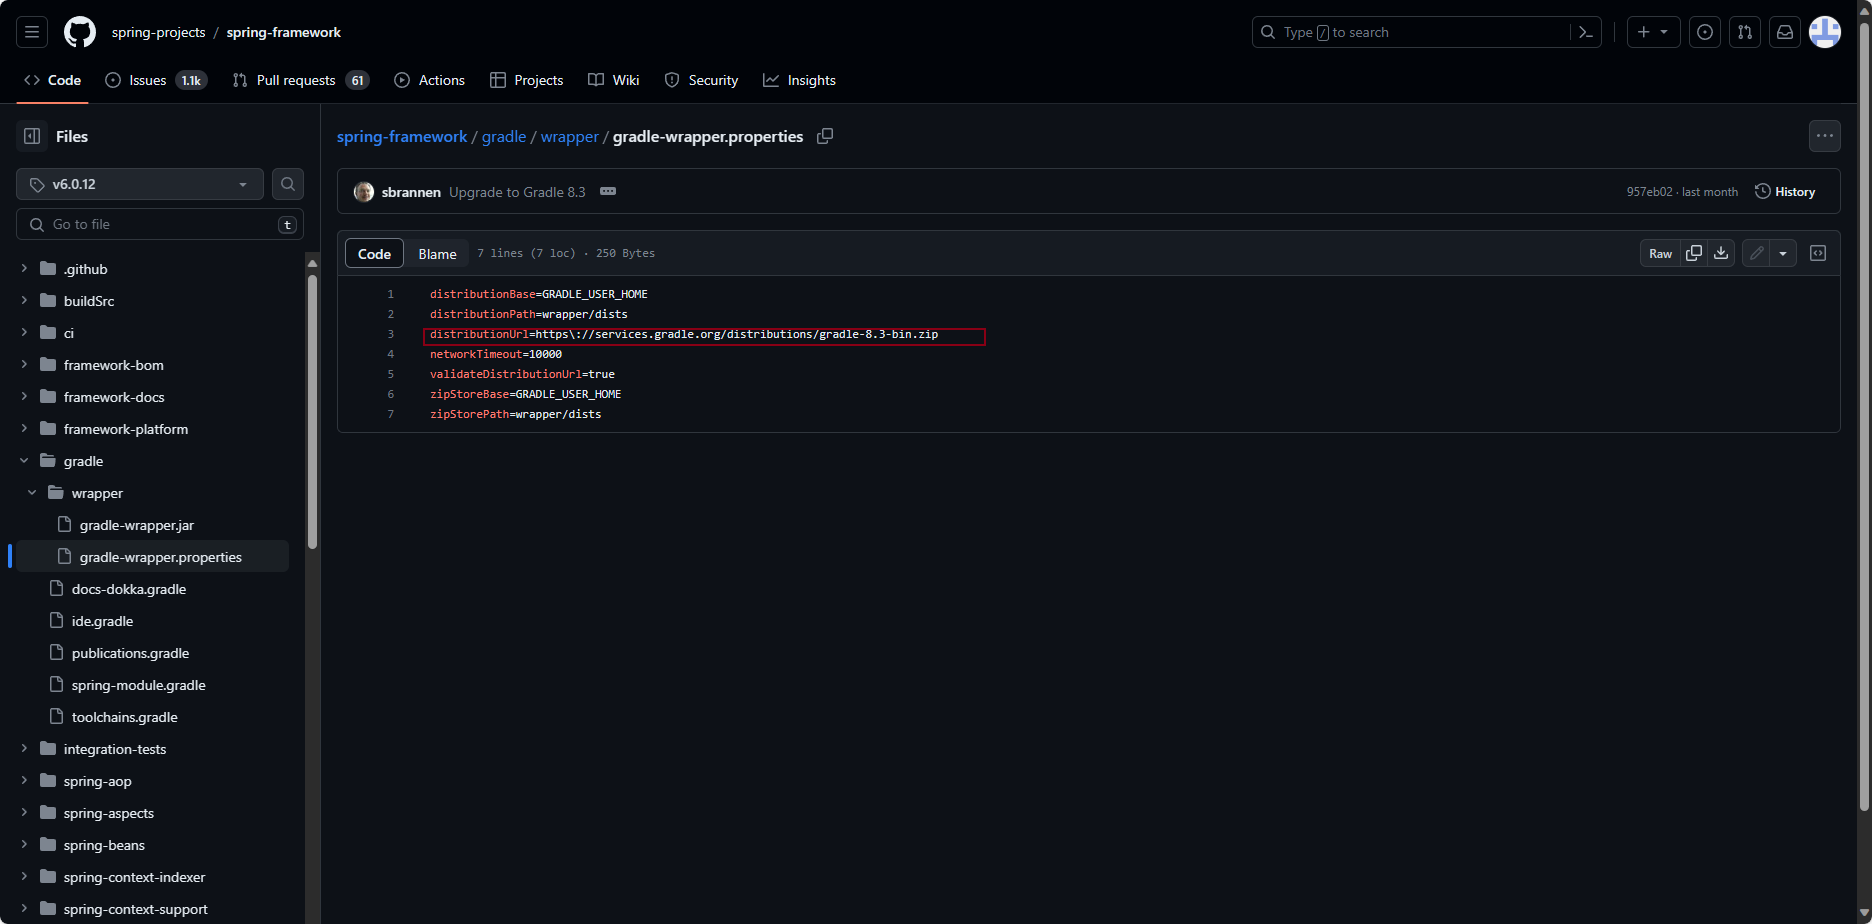 spring-projects / spring-framework
Type / to search
Code
Issues 1.1k
Pull requests 61
Actions
Projects
Wiki
Security
Insights
Files
v6.0.12
Go to file
t
.github
buildSrc
ci
framework-bom
framework-docs
framework-platform
gradle
wrapper
gradle-wrapper.jar
gradle-wrapper.properties
docs-dokka.gradle
ide.gradle
publications.gradle
spring-module.gradle
toolchains.gradle
integration-tests
spring-aop
spring-aspects
spring-beans
spring-context-indexer
spring-context-support
spring-framework / gradle / wrapper / gradle-wrapper.properties
sbrannen Upgrade to Gradle 8.3
957eb02 · last month
History
Code
Blame
7 lines (7 loc) · 250 Bytes
Raw
1 distributionBase=GRADLE_USER_HOME
2 distributionPath=wrapper/dists
3 distributionUrl=https\://services.gradle.org/distributions/gradle-8.3-bin.zip
4 networkTimeout=10000
5 validateDistributionUrl=true
6 zipStoreBase=GRADLE_USER_HOME
7 zipStorePath=wrapper/dists